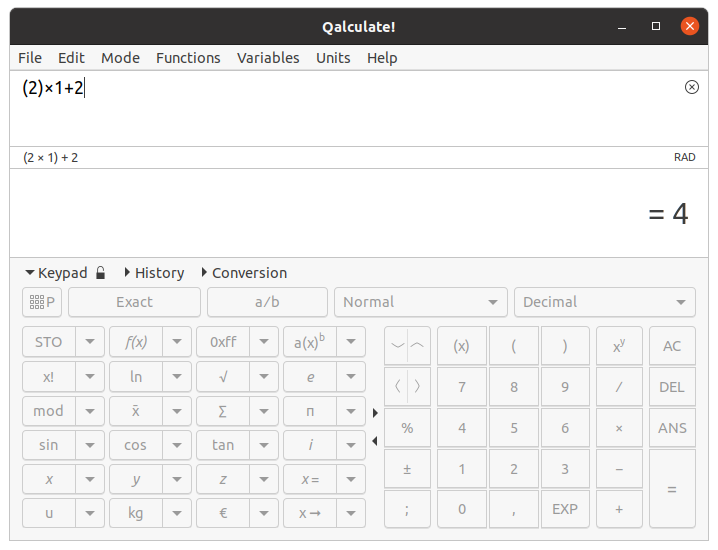 Qalculate!
File Edit Mode Functions Variables Units Help
(2)×1+2
(2 × 1) + 2 RAD
= 4
Keypad History Conversion
P Exact a/b Normal Decimal
STO f(x) 0xff a(x)ᵇ (x) ( ) xʸ AC
x! ln √ e 7 8 9 / DEL
mod x̄ Σ π % 4 5 6 × ANS
sin cos tan i ± 1 2 3 − =
x y z x = ; 0 , EXP +
u kg € x →